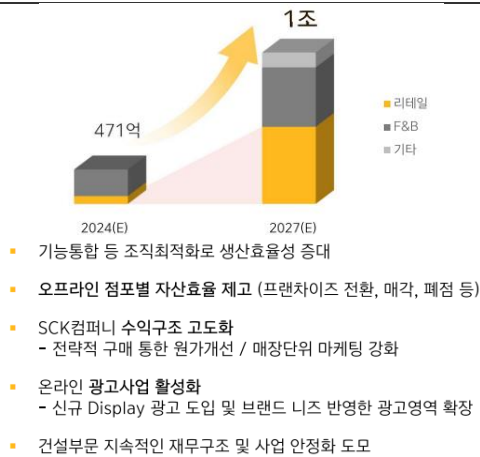 1조
471억
리테일
F&B
기타
2024(E)
2027(E)
기능통합 등 조직최적화로 생산효율성 증대
오프라인 점포별 자산효율 제고 (프랜차이즈 전환, 매각, 폐점 등)
SCK컴퍼니 수익구조 고도화
- 전략적 구매 통한 원가개선 / 매장단위 마케팅 강화
온라인 광고사업 활성화
- 신규 Display 광고 도입 및 브랜드 니즈 반영한 광고영역 확장
건설부문 지속적인 재무구조 및 사업 안정화 도모